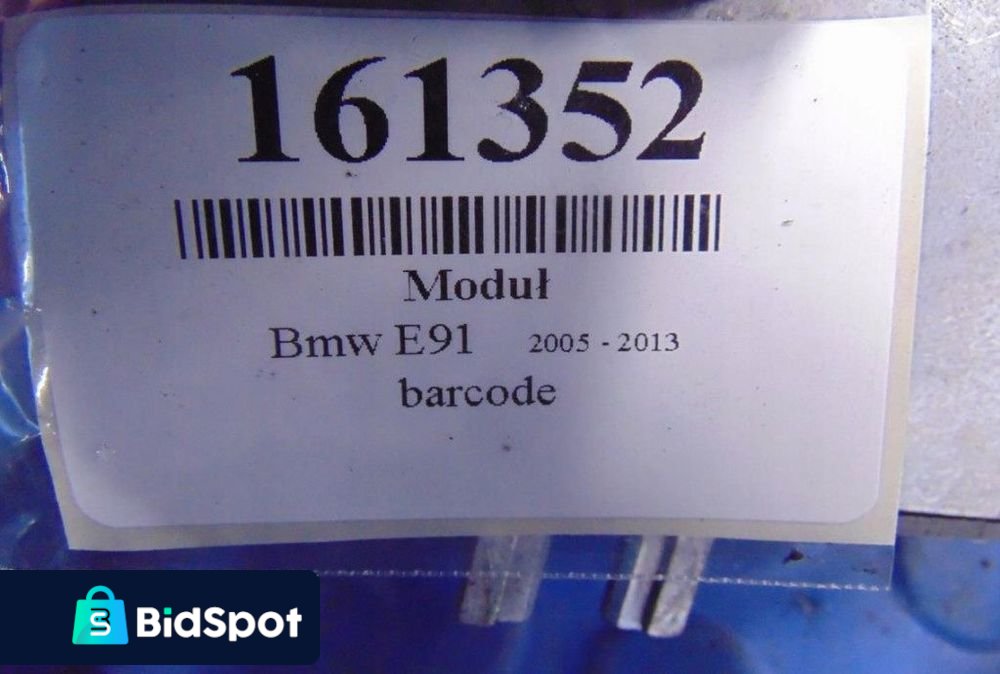 161352
Moduł
Bmw E91 2005 - 2013
barcode
BidSpot